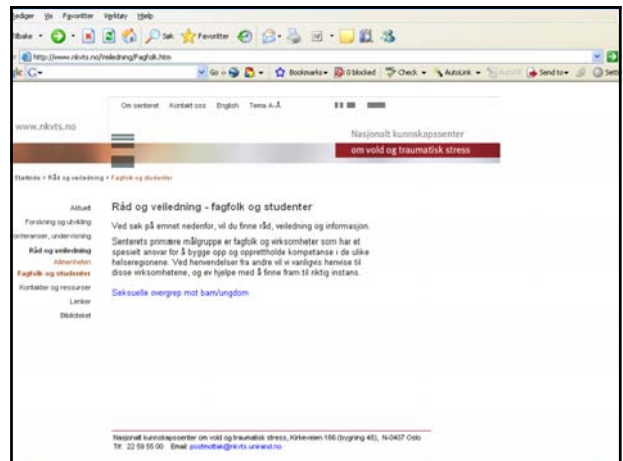 Rediger Vis Favoritter Verktøy Hjelp
Tilbake Søk Favoritter
http://www.nkvts.no/Veiledning/Fagfolk.htm
Go Bookmarks 0 blocked Check AutoLink Send to
Om senteret Kontakt oss English Tema A-Å
www.nkvts.no
Nasjonalt kunnskapssenter
om vold og traumatisk stress
Startside > Råd og veiledning > Fagfolk og studenter
Aktuelt
Forskning og utvikling
onferanser, undervisning
Råd og veiledning
Allmennheten
Fagfolk og studenter
Kontakter og ressurser
Lenker
Biblioteket
Råd og veiledning - fagfolk og studenter
Ved søk på emnet nedenfor, vil du finne råd, veiledning og informasjon.
Senterets primære målgruppe er fagfolk og virksomheter som har et
spesielt ansvar for å bygge opp og opprettholde kompetanse i de ulike
helseregionene. Ved henvendelser fra andre vil vi vanligvis henvise til
disse virksomhetene, og ev hjelpe med å finne fram til riktig instans.
Seksuelle overgrep mot barn/ungdom
Nasjonalt kunnskapssenter om vold og traumatisk stress, Kirkeveien 166 (bygning 48), N-0407 Oslo
Tlf: 22 59 55 00 Email: postmottak@nkvts.unirand.no